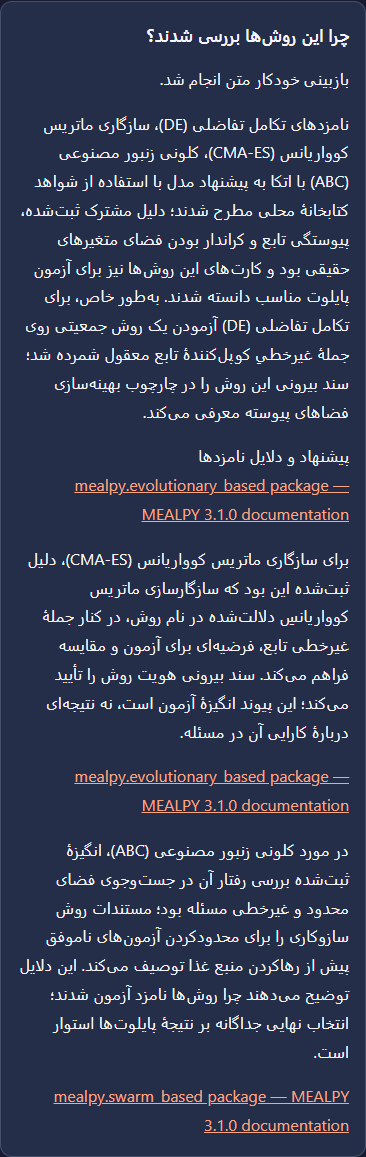 چرا این روش‌ها بررسی شدند؟
بازبینی خودکار متن انجام شد.
نامزدهای تکامل تفاضلی (DE)، سازگاری ماتریس
کوواریانس (CMA-ES)، کلونی زنبور مصنوعی
(ABC) با اتکا به پیشنهاد مدل با استفاده از شواهد
کتابخانهٔ محلی مطرح شدند؛ دلیل مشترک ثبت‌شده،
پیوستگی تابع و کراندار بودن فضای متغیرهای
حقیقی بود و کارت‌های این روش‌ها نیز برای آزمون
پایلوت مناسب دانسته شدند. به‌طور خاص، برای
تکامل تفاضلی (DE) آزمودن یک روش جمعیتی روی
جملهٔ غیرخطیِ کوپل‌کنندهٔ تابع معقول شمرده شد؛
سند بیرونی این روش را در چارچوب بهینه‌سازی
فضاهای پیوسته معرفی می‌کند.
پیشنهاد و دلایل نامزدها
mealpy.evolutionary_based package —
MEALPY 3.1.0 documentation
برای سازگاری ماتریس کوواریانس (CMA-ES)، دلیل
ثبت‌شده این بود که سازگارسازی ماتریس
کوواریانسِ دلالت‌شده در نام روش، در کنار جملهٔ
غیرخطی تابع، فرضیه‌ای برای آزمون و مقایسه
فراهم می‌کند. سند بیرونی هویت روش را تأیید
می‌کند؛ این پیوند انگیزهٔ آزمون است، نه نتیجه‌ای
دربارهٔ کارایی آن در مسئله.
mealpy.evolutionary_based package —
MEALPY 3.1.0 documentation
در مورد کلونی زنبور مصنوعی (ABC)، انگیزهٔ
ثبت‌شده بررسی رفتار آن در جست‌وجوی فضای
محدود و غیرخطی مسئله بود؛ مستندات روش
سازوکاری را برای محدودکردن آزمون‌های ناموفق
پیش از رهاکردن منبع غذا توصیف می‌کند. این دلایل
توضیح می‌دهند چرا روش‌ها نامزد آزمون شدند؛
انتخاب نهایی جداگانه بر نتیجهٔ پایلوت‌ها استوار
است.
mealpy.swarm_based package — MEALPY
3.1.0 documentation